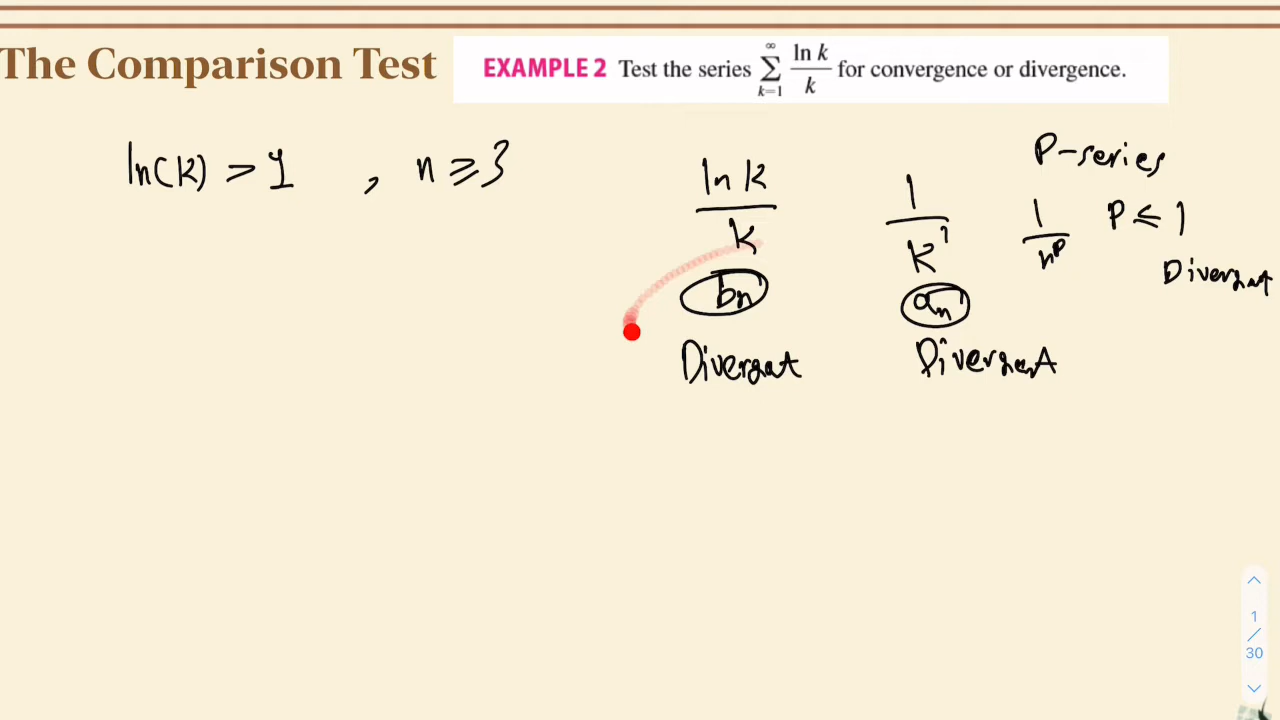 The Comparison Test
EXAMPLE 2 Test the series ∞ ∑ k=1 ln k / k for convergence or divergence.
ln(k) > 1 , n ≥ 3
ln k / k
bn
Divergent
1 / k^1
an
Divergent
P-series
1 / n^p P ≤ 1
Divergent
1
/
30